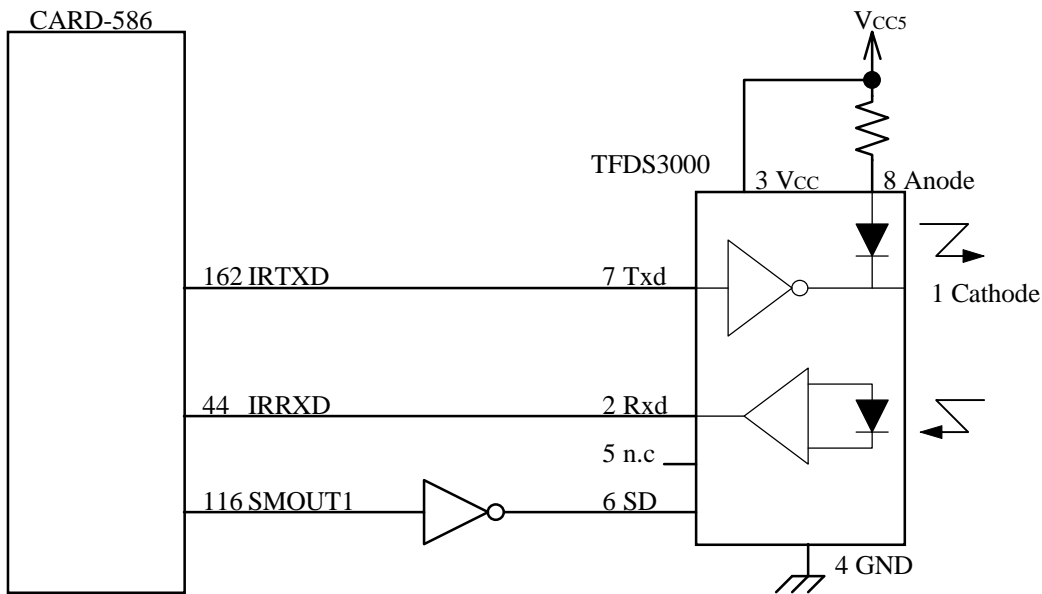 CARD-586
VCC5
TFDS3000
3 VCC
8 Anode
162 IRTXD
7 Txd
1 Cathode
44 IRRXD
2 Rxd
5 n.c
116 SMOUT1
6 SD
4 GND